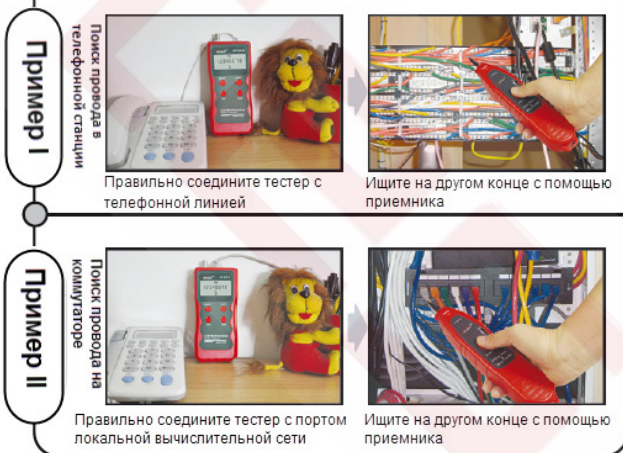 Пример I
Поиск провода в
телефонной станции
Правильно соедините тестер с
телефонной линией
Ищите на другом конце с помощью
приемника
Пример II
Поиск провода на
коммутаторе
Правильно соедините тестер с портом
локальной вычислительной сети
Ищите на другом конце с помощью
приемника